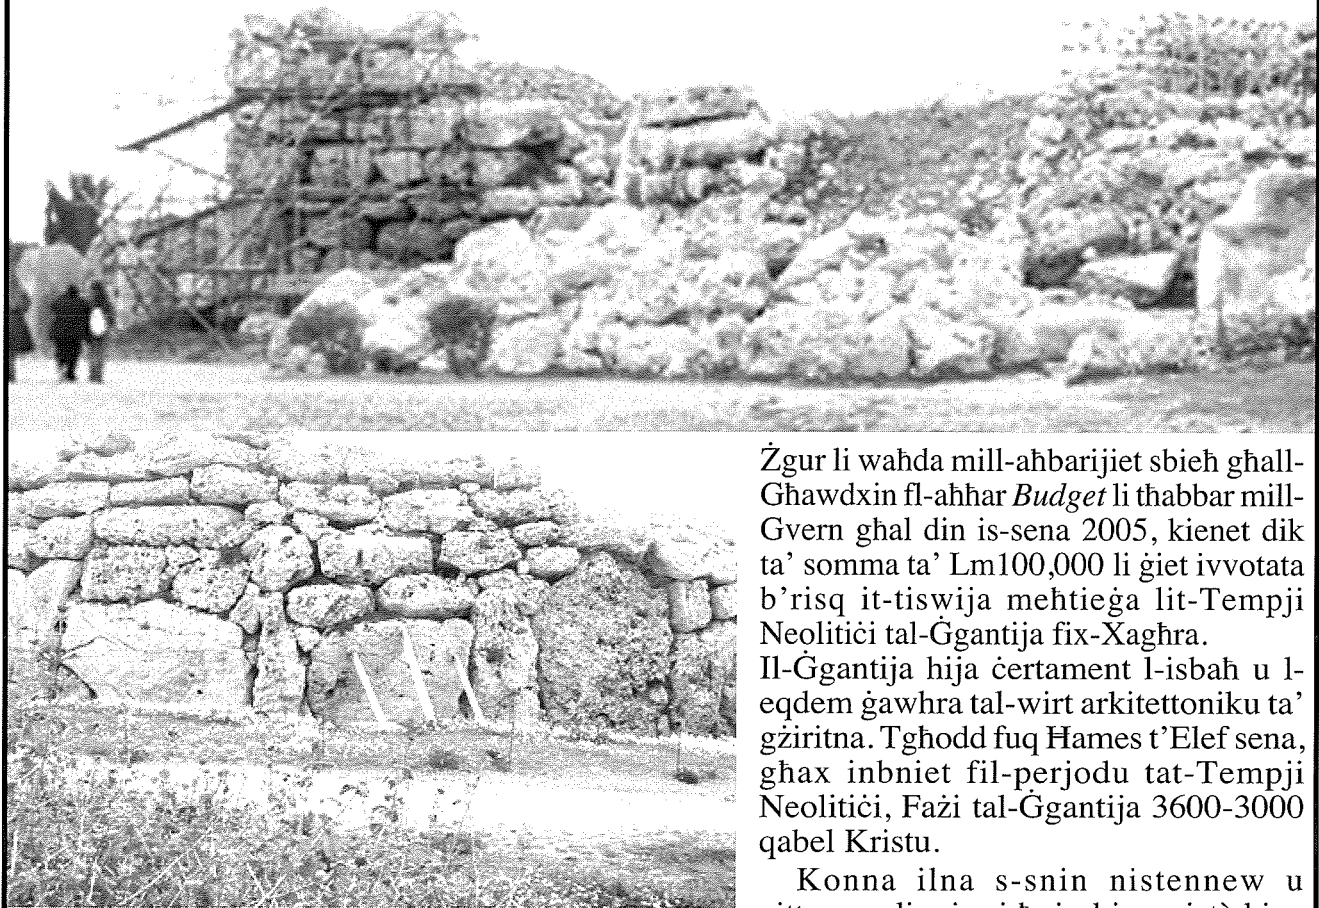 Żgur li waħda mill-aħbarijiet sbieħ għall-
Għawdxin fl-aħħar Budget li tħabbar mill-
Gvern għal din is-sena 2005, kienet dik
ta' somma ta' Lm100,000 li ġiet ivvotata
b'risq it-tiswija meħtieġa lit-Tempji
Neolitiċi tal-Ġgantija fix-Xagħra.
Il-Ġgantija hija ċertament l-isbaħ u l-
eqdem ġawhra tal-wirt arkitettoniku ta'
gżiritna. Tgħodd fuq Ħames t'Elef sena,
għax inbniet fil-perjodu tat-Tempji
Neolitiċi, Fażi tal-Ġgantija 3600-3000
qabel Kristu.
Konna ilna s-snin nistennew u